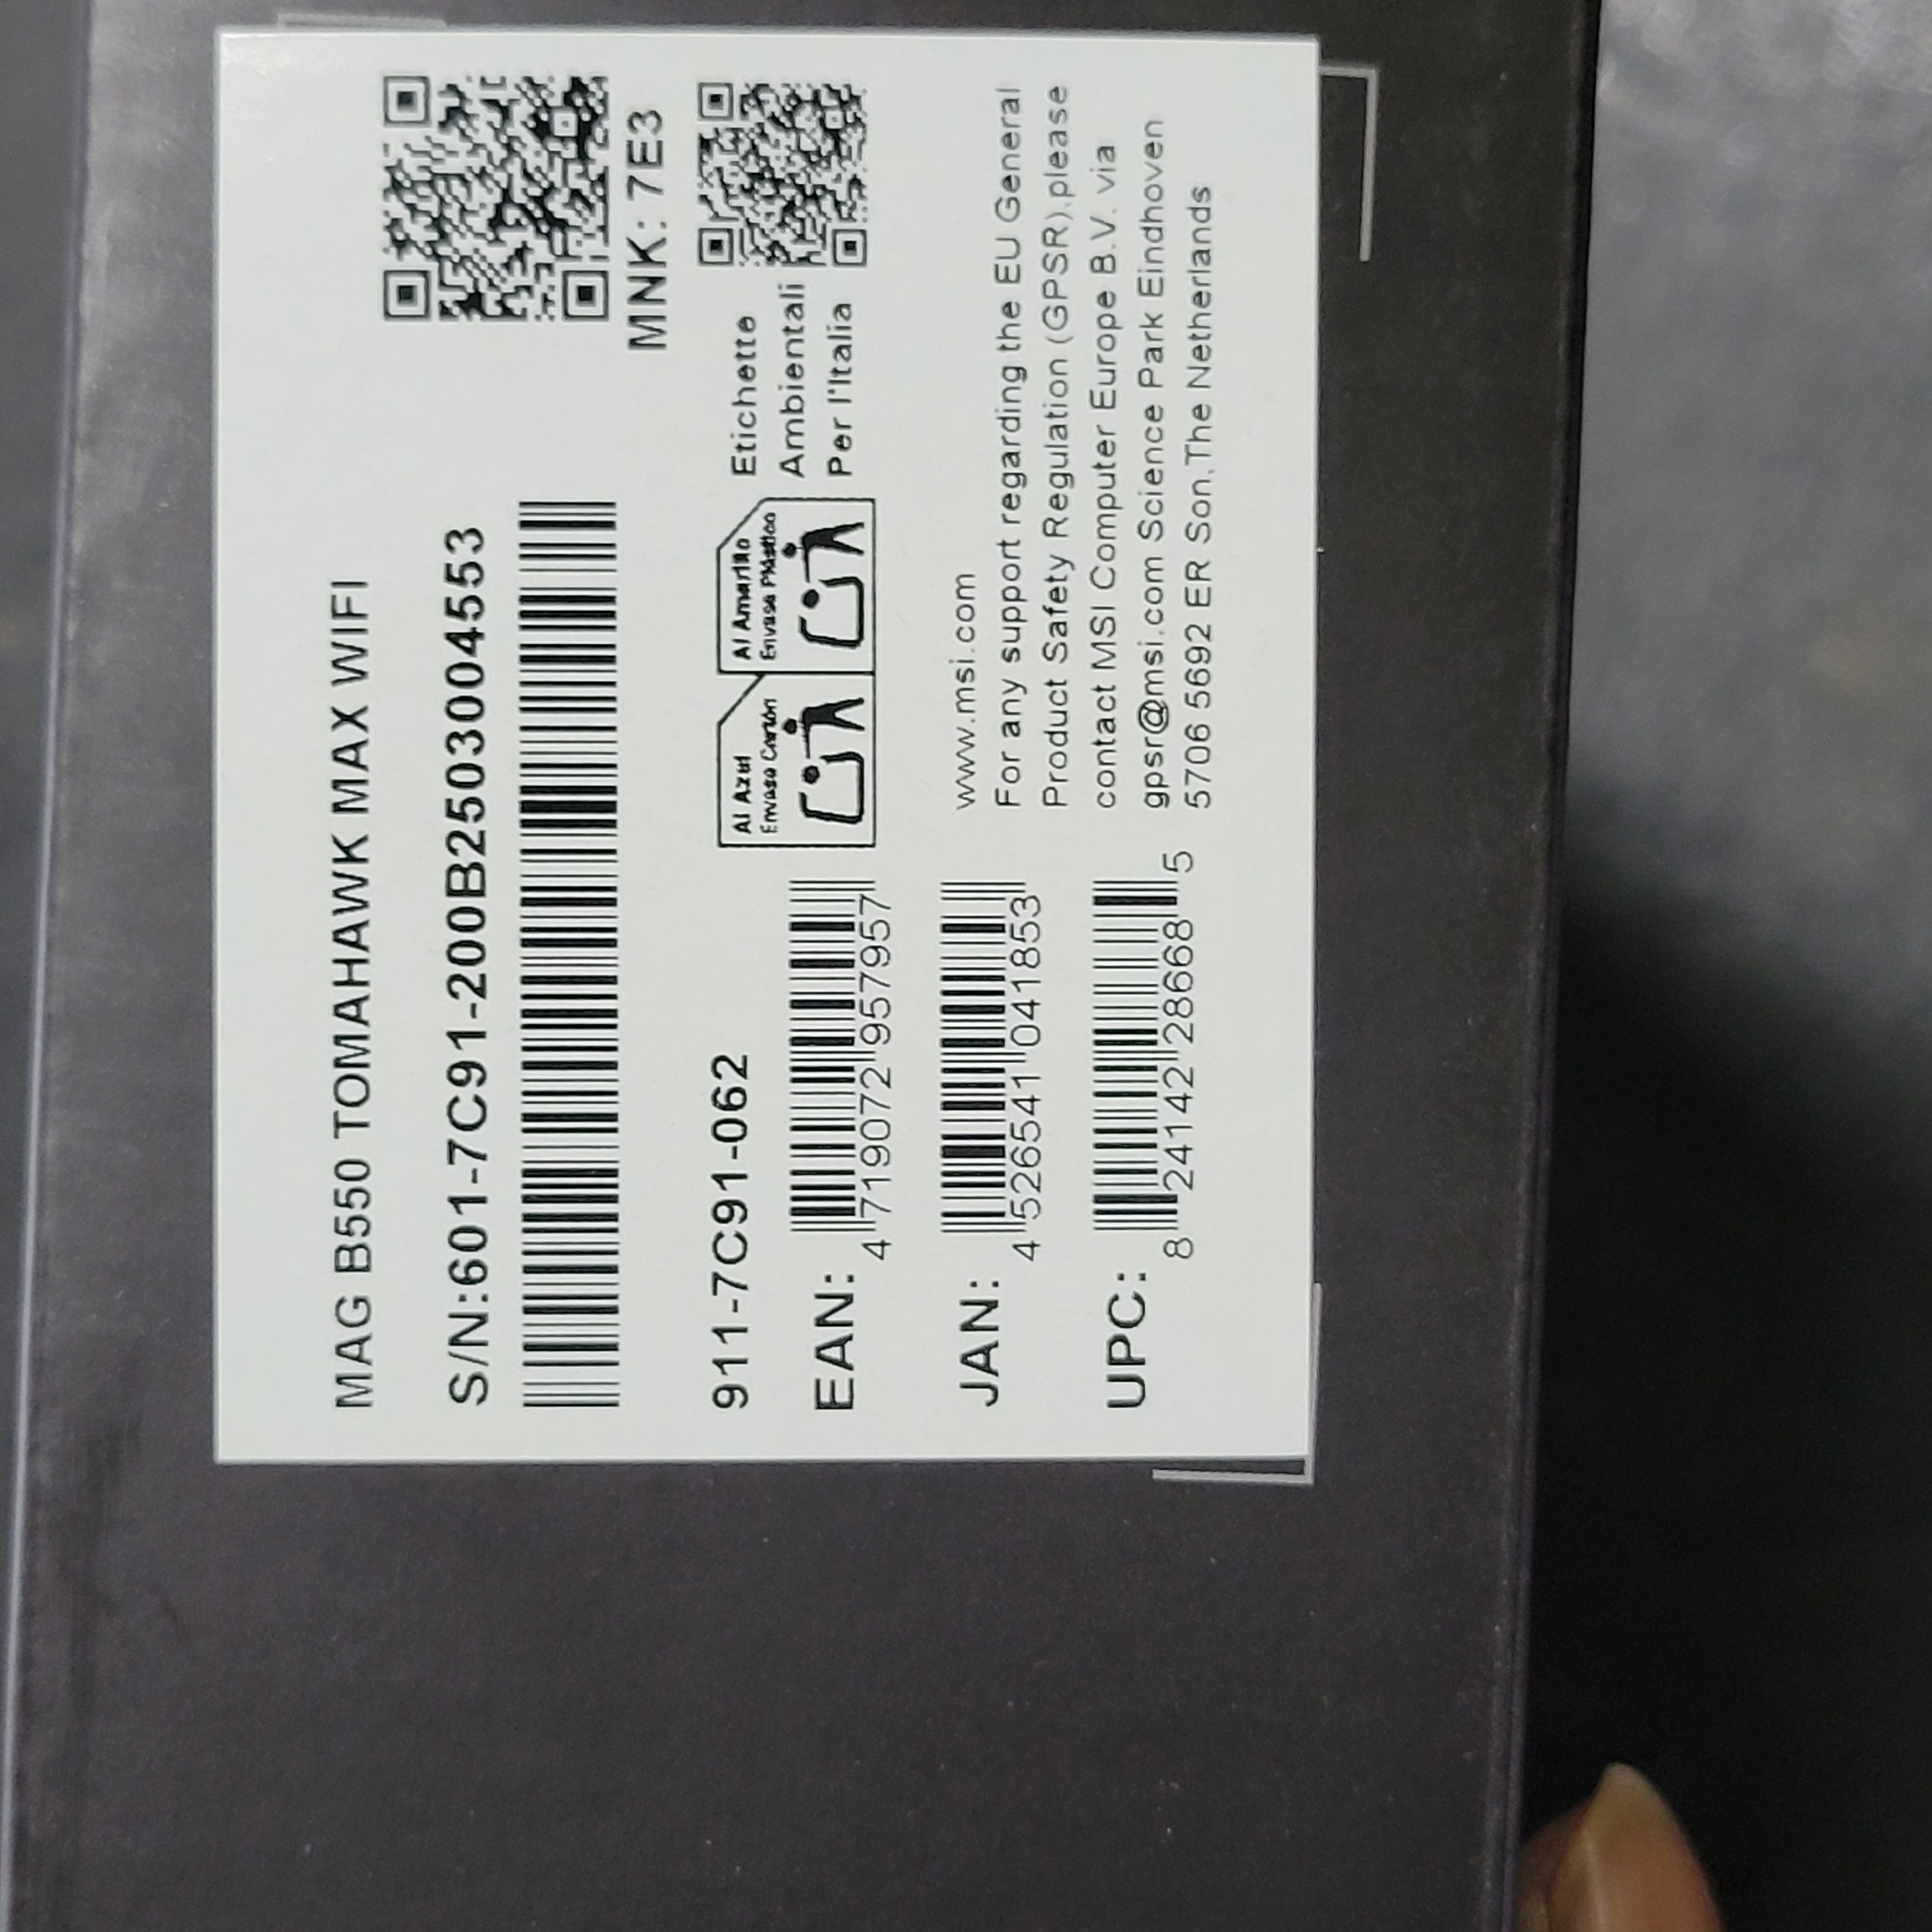 MAG B550 TOMAHAWK MAX WIFI
S/N:601-7C91-200B2503004553
MNK: 7E3
911-7C91-062
EAN:
4 719072 957957
JAN:
4 526541 041853
UPC:
8 24142 28668 5
Al Azul
Envase Cartón
Al Amarillo
Envase Plástico
Etichette
Ambientali
Per l'Italia
www.msi.com
For any support regarding the EU General
Product Safety Regulation (GPSR),please
contact MSI Computer Europe B.V. via
gpsr@msi.com Science Park Eindhoven
5706 5692 ER Son,The Netherlands